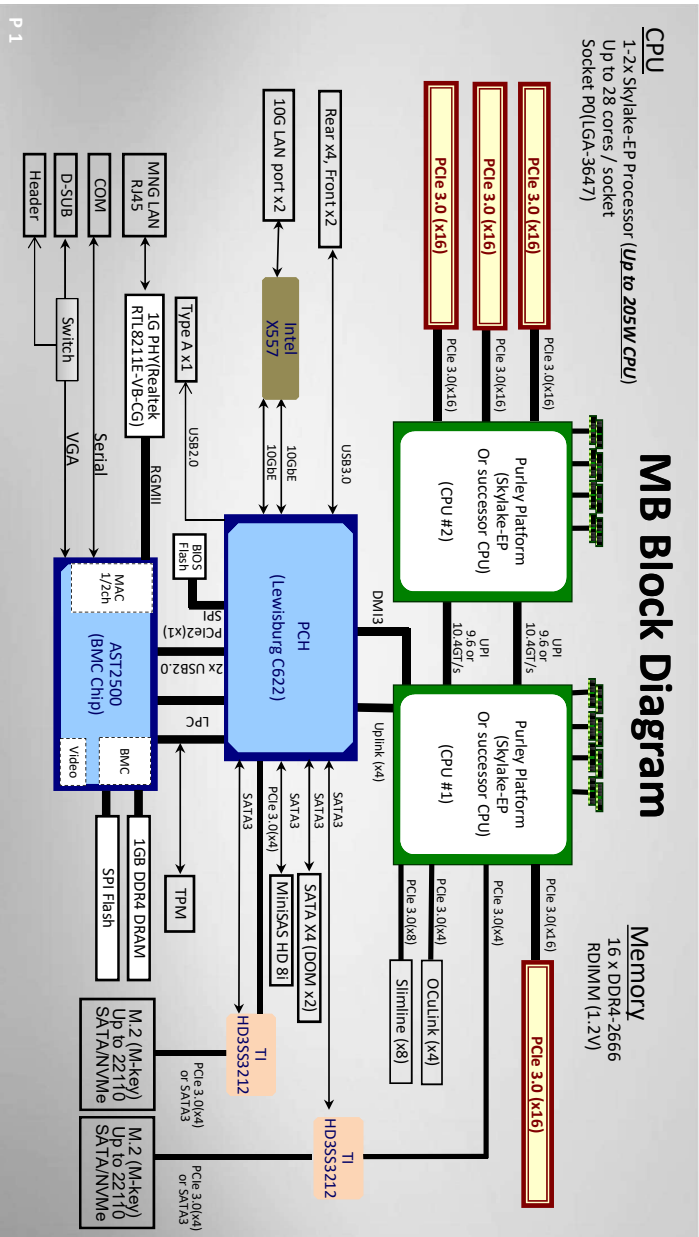 MB Block Diagram
CPU
1-2x Skylake-EP Processor (Up to 205W CPU)
Up to 28 cores / socket
Socket P0(LGA-3647)
Memory
16 x DDR4-2666
RDIMM (1.2V)
PCIe 3.0 (x16)
PCIe 3.0 (x16)
PCIe 3.0 (x16)
PCIe 3.0(x16)
PCIe 3.0(x16)
PCIe 3.0(x16)
Purley Platform
(Skylake-EP
Or successor CPU)
(CPU #2)
UPI
9.6 or
10.4GT/s
UPI
9.6 or
10.4GT/s
Purley Platform
(Skylake-EP
Or successor CPU)
(CPU #1)
PCIe 3.0(x16)
PCIe 3.0 (x16)
PCIe 3.0(x4)
PCIe 3.0(x4)
OCuLink (x4)
PCIe 3.0(x8)
Slimline (x8)
DMI3
Uplink (x4)
Rear x4, Front x2
USB3.0
10G LAN port x2
Intel
X557
10GbE
10GbE
Type A x1
USB2.0
PCH
(Lewisburg C622)
SATA3
SATA3
SATA X4 (DOM x2)
SATA3
MiniSAS HD 8i
PCIe 3.0(x4)
SATA3
TI
HD3SS3212
TI
HD3SS3212
PCIe 3.0(x4)
or SATA3
PCIe 3.0(x4)
or SATA3
M.2 (M-key)
Up to 22110
SATA/NVMe
M.2 (M-key)
Up to 22110
SATA/NVMe
BIOS
Flash
SPI
PCIe2(x1)
2x USB2.0
LPC
TPM
MNG LAN
RJ45
1G PHY(Realtek
RTL8211E-VB-CG)
RGMII
COM
Serial
D-SUB
Switch
VGA
Header
MAC
1/2ch
AST2500
(BMC Chip)
BMC
Video
1GB DDR4 DRAM
SPI Flash
P 1